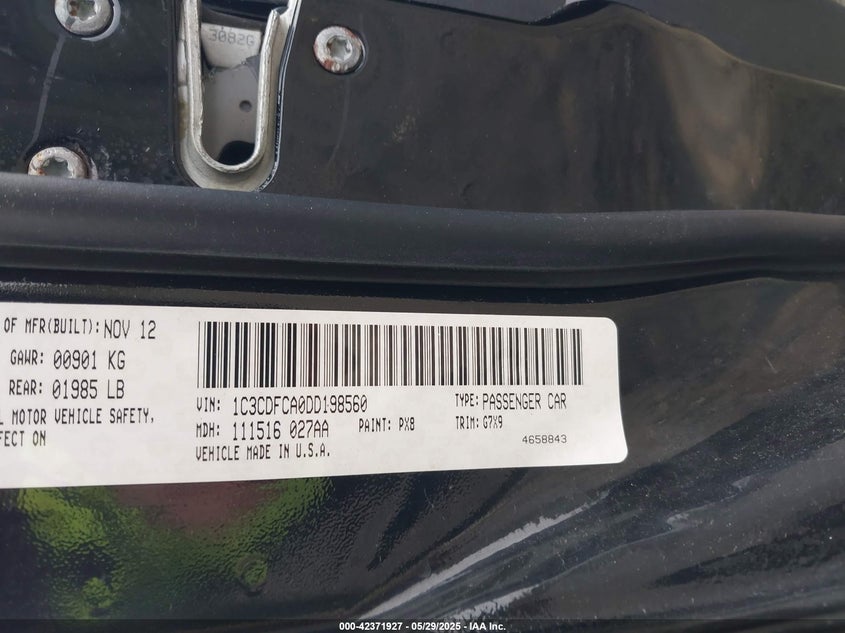 3082G
OF MFR(BUILT): NOV 12
GAWR: 00901 KG
REAR: 01985 LB
MOTOR VEHICLE SAFETY,
ON
VIN: 1C3CDFCA0DD198560
TYPE: PASSENGER CAR
MDH: 111516 027AA
PAINT: PX8
TRIM: G7X9
VEHICLE MADE IN U.S.A.
4658843
000-42371927 - 05/29/2025 - IAA Inc.